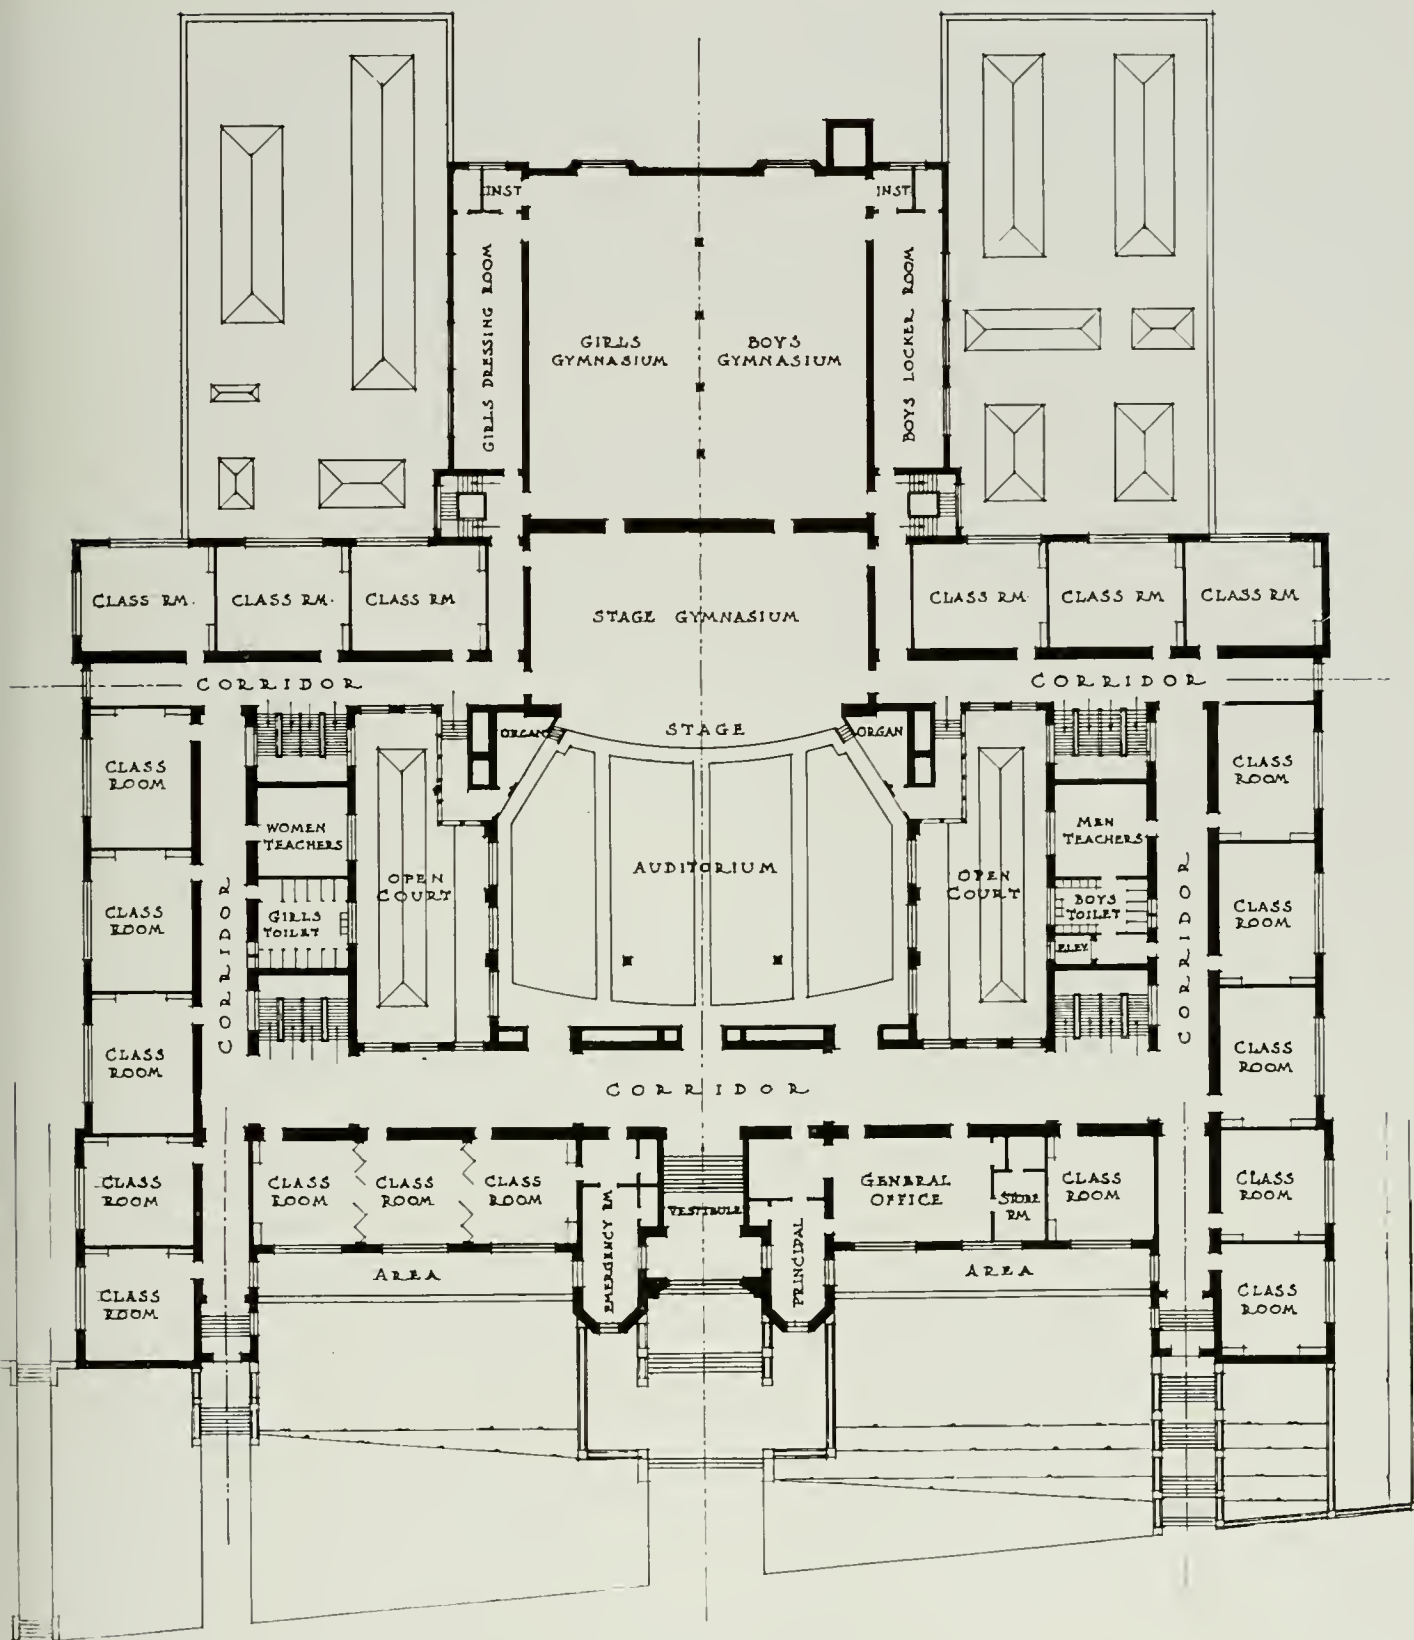 INST
INST
GIRLS DRESSING ROOM
GIRLS
GYMNASIUM
BOYS
GYMNASIUM
BOYS LOCKER ROOM
CLASS RM.
CLASS RM.
CLASS RM
STAGE GYMNASIUM
CLASS RM
CLASS RM
CLASS RM
CORRIDOR
CORRIDOR
ORGAN
STAGE
ORGAN
CLASS
ROOM
WOMEN
TEACHERS
OPEN
COURT
AUDITORIUM
OPEN
COURT
MEN
TEACHERS
CLASS
ROOM
CLASS
ROOM
CORRIDOR
GIRLS
TOILET
BOYS
TOILET
ELEV.
CORRIDOR
CLASS
ROOM
CLASS
ROOM
CORRIDOR
CLASS
ROOM
CLASS
ROOM
CLASS
ROOM
CLASS
ROOM
CLASS
ROOM
EMERGENCY RM
VESTIBULE
PRINCIPAL
GENERAL
OFFICE
STORE
RM
CLASS
ROOM
CLASS
ROOM
AREA
AREA
CLASS
ROOM
CLASS
ROOM